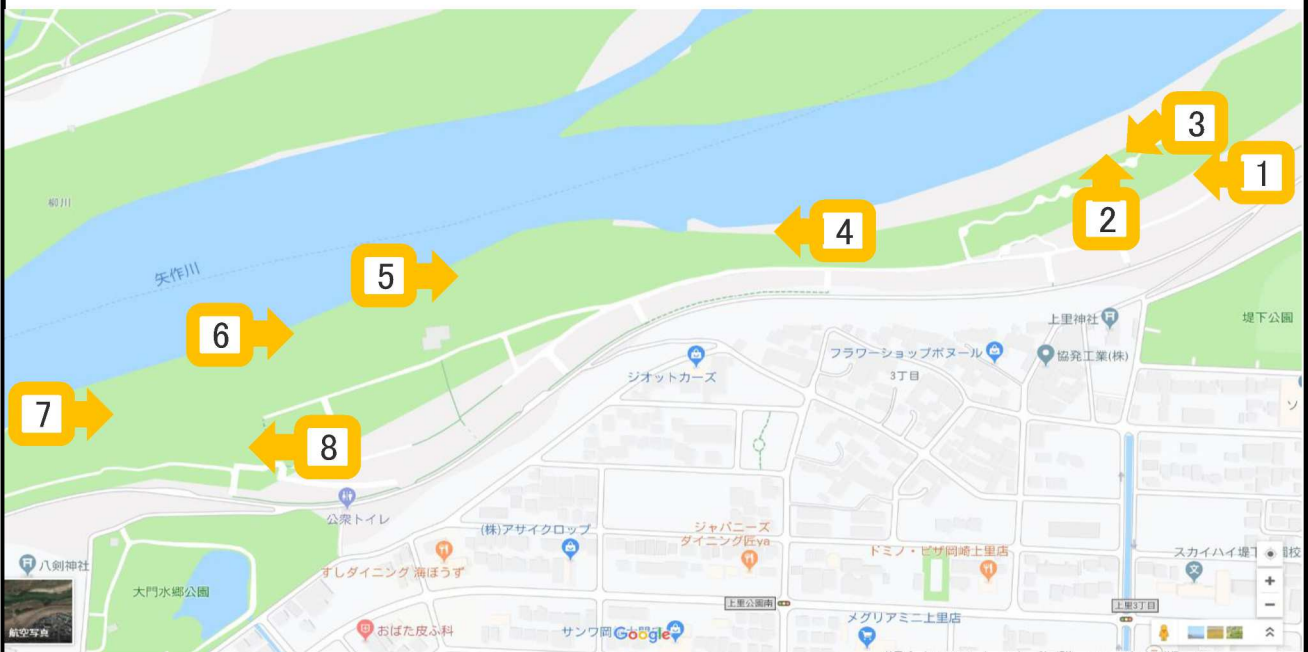 3
1
2
柳川
4
矢作川
5
6
上里神社
堤下公園
フラワーショップボヌール
協発工業(株)
3丁目
ジオットカーズ
7
ソ
8
公衆トイレ
(株)アサイクロップ
ジャパニーズ
ダイニング匠ya
ドミノ・ピザ岡崎上里店
スカイハイ堤下
園校
八剣神社
すしダイニング 海ぼうず
大門水郷公園
上里公園南
上里3丁目
航空写真
おばた皮ふ科
サンワ岡
Google
メグリアミニ上里店